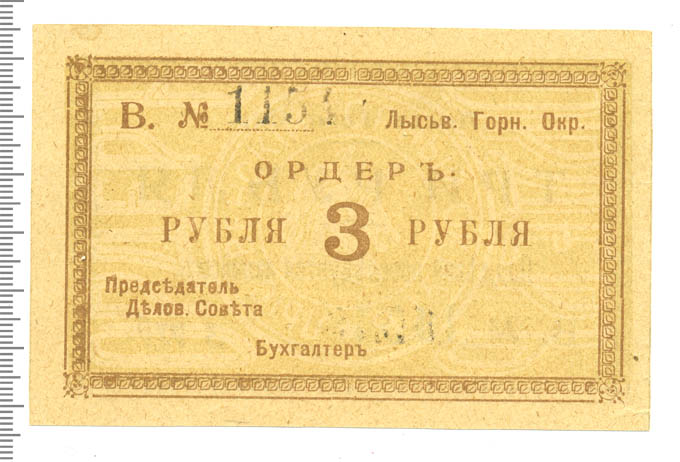 В. № Лысьв. Горн. Окр.
ОРДЕРЪ.
РУБЛЯ 3 РУБЛЯ
Предсѣдатель
Дѣлов. Совѣта
Бухгалтеръ